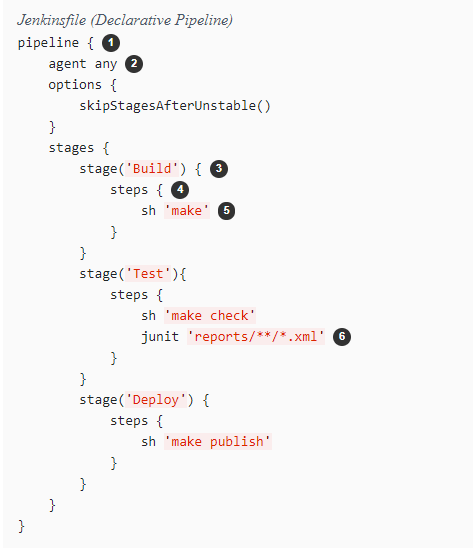 Jenkinsfile (Declarative Pipeline)
pipeline { 1
    agent any 2
    options {
        skipStagesAfterUnstable()
    }
    stages {
        stage('Build') { 3
            steps { 4
                sh 'make' 5
            }
        }
        stage('Test'){
            steps {
                sh 'make check'
                junit 'reports/**/*.xml' 6
            }
        }
        stage('Deploy') {
            steps {
                sh 'make publish'
            }
        }
    }
}